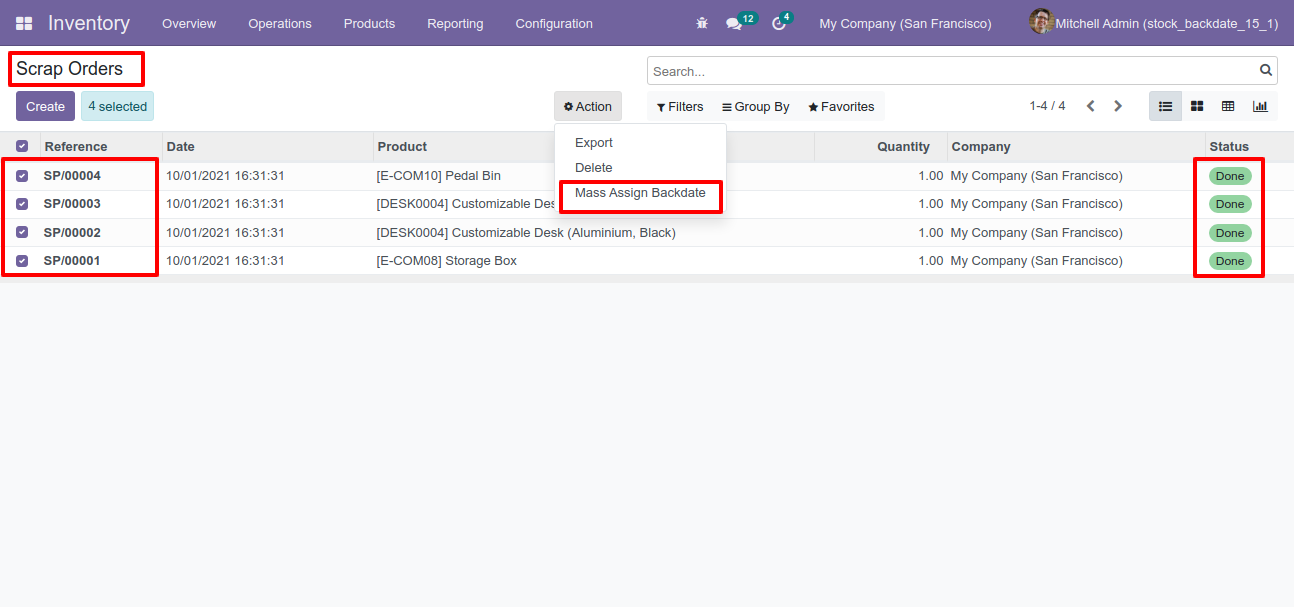 Inventory Overview Operations Products Reporting Configuration 12 4 My Company (San Francisco) Mitchell Admin (stock_backdate_15_1)
Scrap Orders Search...
Create 4 selected Action Filters Group By Favorites 1-4 / 4
Export
Delete
Mass Assign Backdate
Reference Date Product Quantity Company Status
SP/00004 10/01/2021 16:31:31 [E-COM10] Pedal Bin 1.00 My Company (San Francisco) Done
SP/00003 10/01/2021 16:31:31 [DESK0004] Customizable Des 1.00 My Company (San Francisco) Done
SP/00002 10/01/2021 16:31:31 [DESK0004] Customizable Desk (Aluminium, Black) 1.00 My Company (San Francisco) Done
SP/00001 10/01/2021 16:31:31 [E-COM08] Storage Box 1.00 My Company (San Francisco) Done